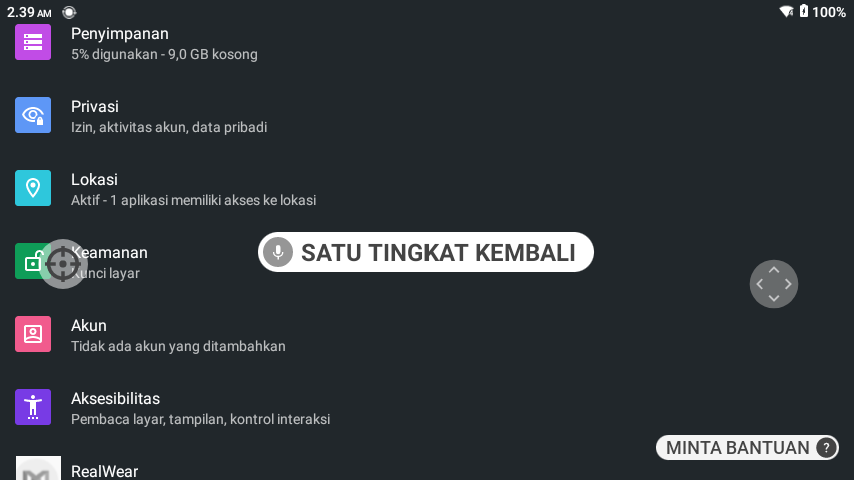 2.39 AM
100%
Penyimpanan
5% digunakan - 9,0 GB kosong
Privasi
Izin, aktivitas akun, data pribadi
Lokasi
Aktif - 1 aplikasi memiliki akses ke lokasi
Keamanan
Kunci layar
SATU TINGKAT KEMBALI
Akun
Tidak ada akun yang ditambahkan
Aksesibilitas
Pembaca layar, tampilan, kontrol interaksi
MINTA BANTUAN ?
RealWear